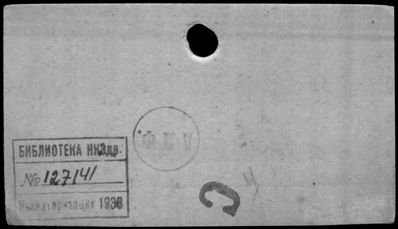 БИБЛИОТЕКА НКЗдр.
№ 127141
Инвентаризация 1936
С